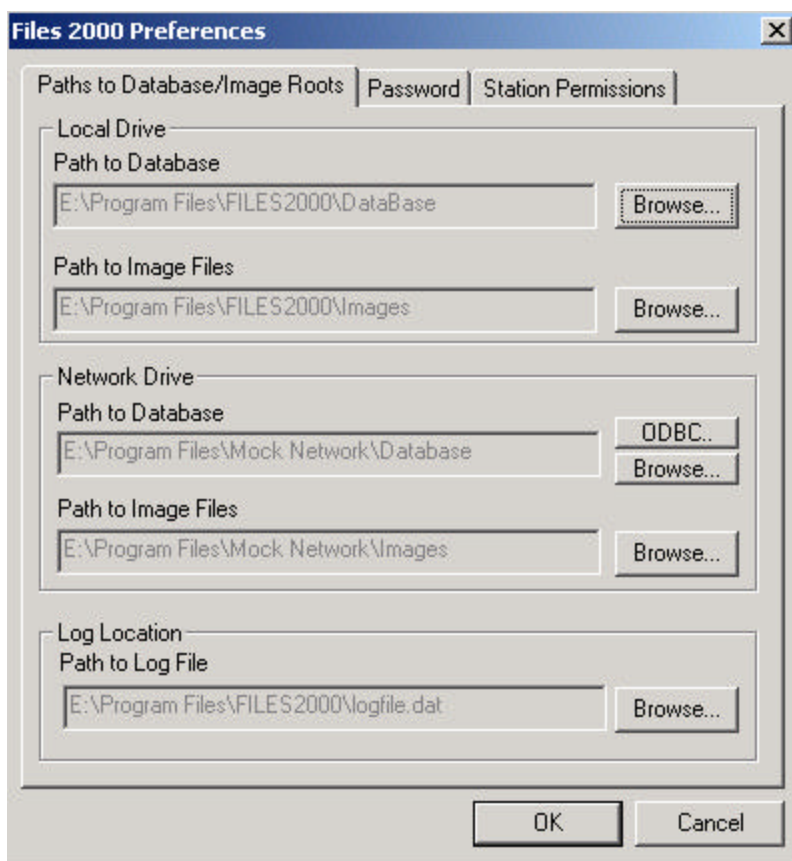 Files 2000 Preferences
Paths to Database/Image Roots Password Station Permissions
Local Drive
Path to Database
E:\Program Files\FILES2000\DataBase Browse...
Path to Image Files
E:\Program Files\FILES2000\Images Browse...
Network Drive
Path to Database
ODBC..
E:\Program Files\Mock Network\Database
Browse...
Path to Image Files
E:\Program Files\Mock Network\Images Browse...
Log Location
Path to Log File
E:\Program Files\FILES2000\logfile.dat Browse...
OK Cancel